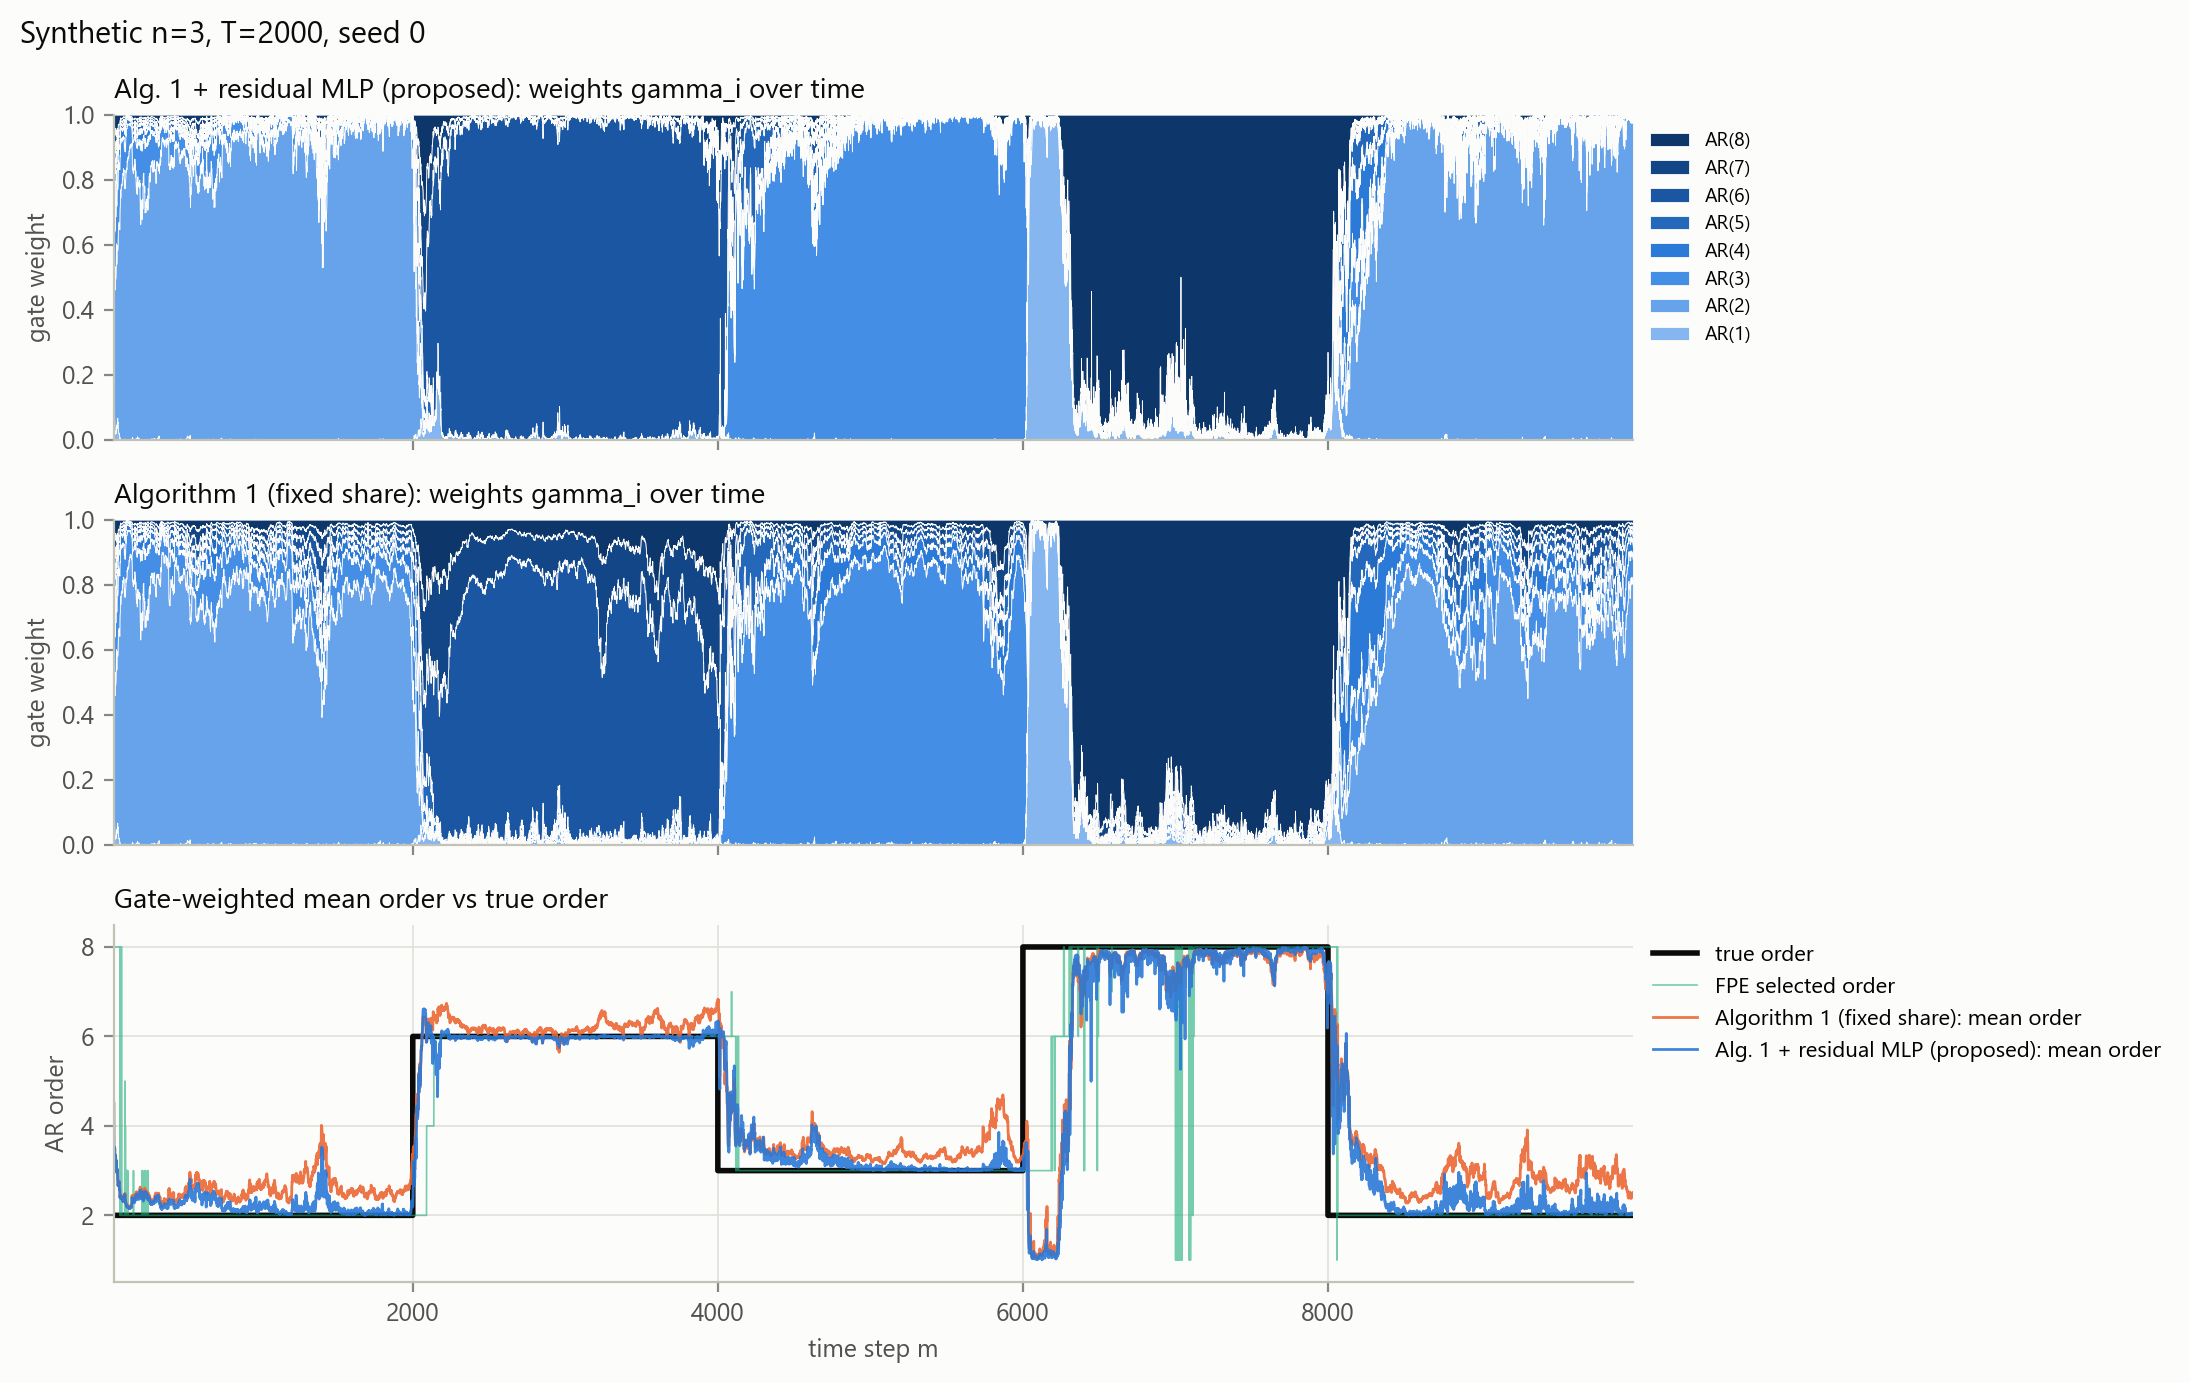 Synthetic n=3, T=2000, seed 0
Alg. 1 + residual MLP (proposed): weights gamma_i over time
1.0
0.8
0.6
0.4
0.2
0.0
gate weight
AR(8)
AR(7)
AR(6)
AR(5)
AR(4)
AR(3)
AR(2)
AR(1)
Algorithm 1 (fixed share): weights gamma_i over time
1.0
0.8
0.6
0.4
0.2
0.0
gate weight
Gate-weighted mean order vs true order
8
6
4
2
AR order
true order
FPE selected order
Algorithm 1 (fixed share): mean order
Alg. 1 + residual MLP (proposed): mean order
2000 4000 6000 8000
time step m